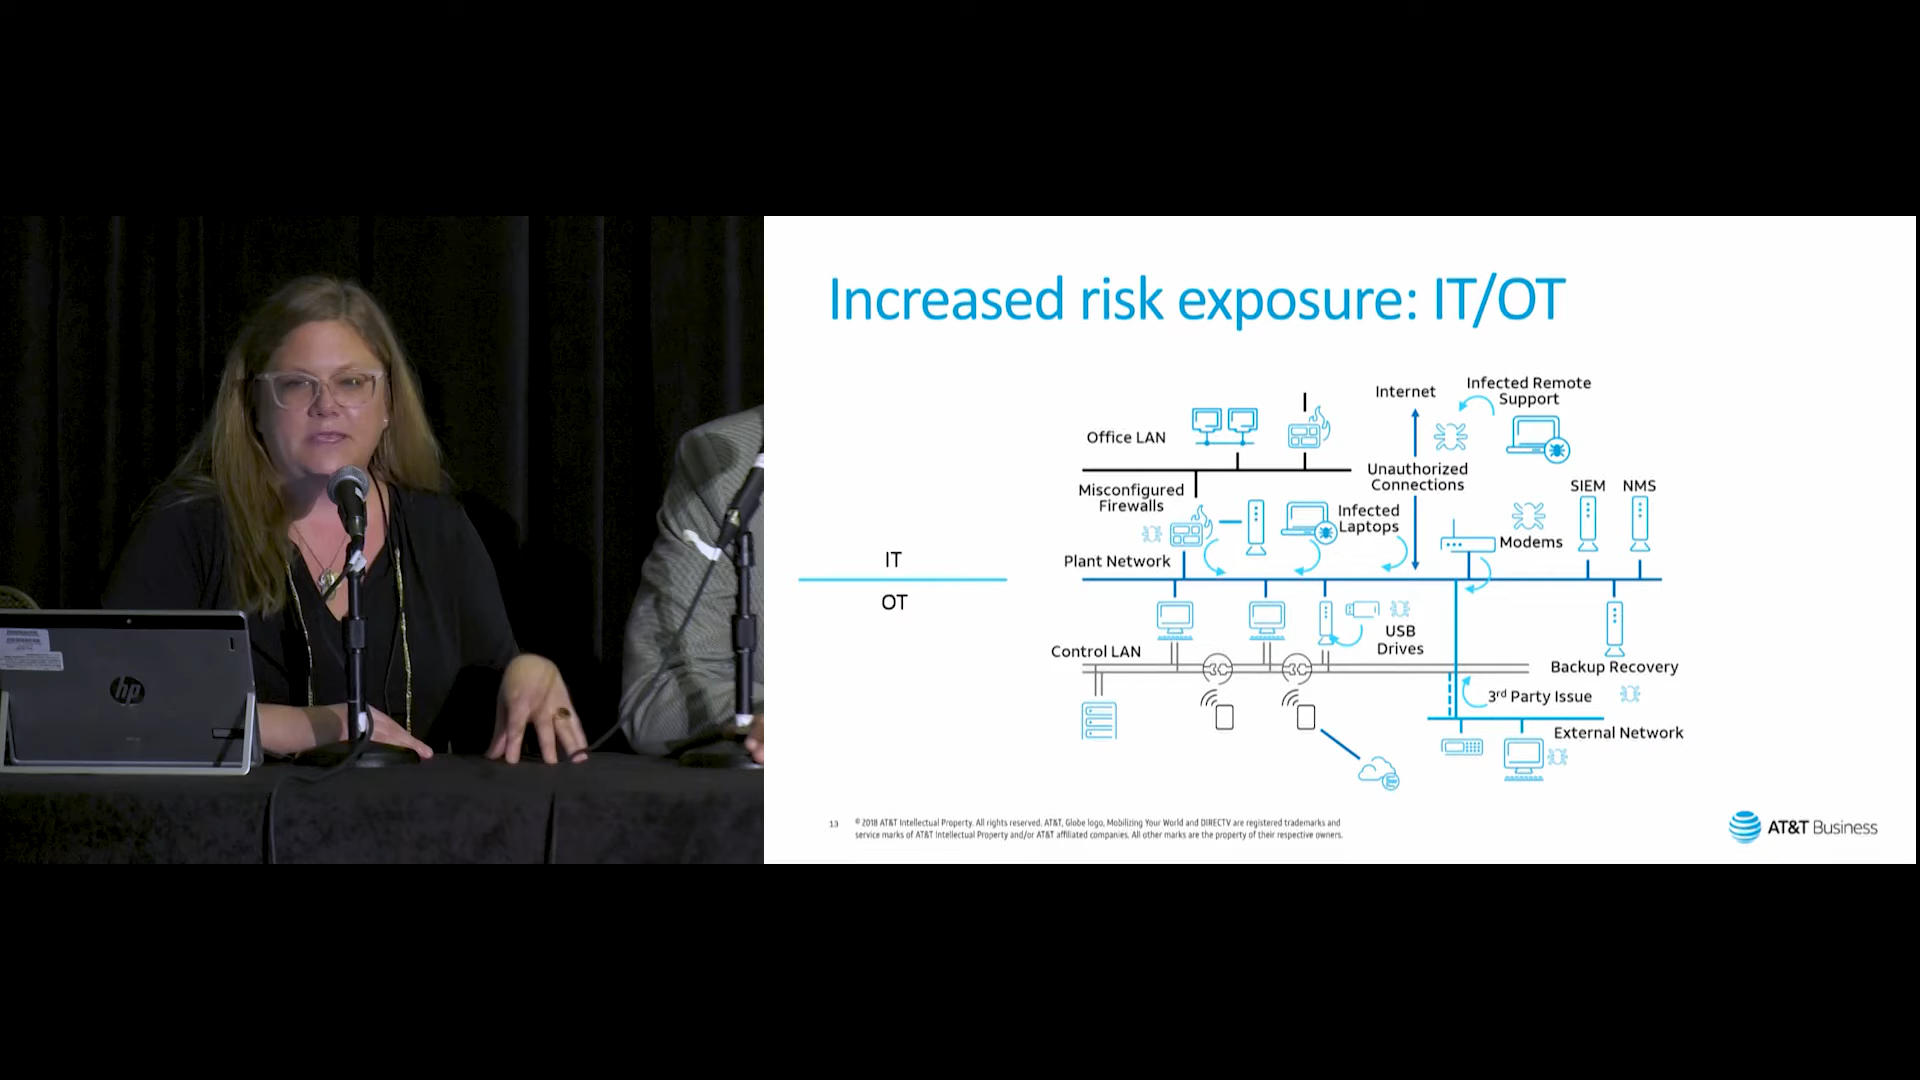 hp
Increased risk exposure: IT/OT
Internet
Infected Remote
Support
Office LAN
Unauthorized
Connections
Misconfigured
Firewalls
Infected
Laptops
SIEM
NMS
Modems
IT
Plant Network
OT
USB
Drives
Control LAN
Backup Recovery
3rd Party Issue
External Network
13
© 2018 AT&T Intellectual Property. All rights reserved. AT&T, Globe logo, Mobilizing Your World and DIRECTV are registered trademarks and
service marks of AT&T Intellectual Property and/or AT&T affiliated companies. All other marks are the property of their respective owners.
AT&T Business